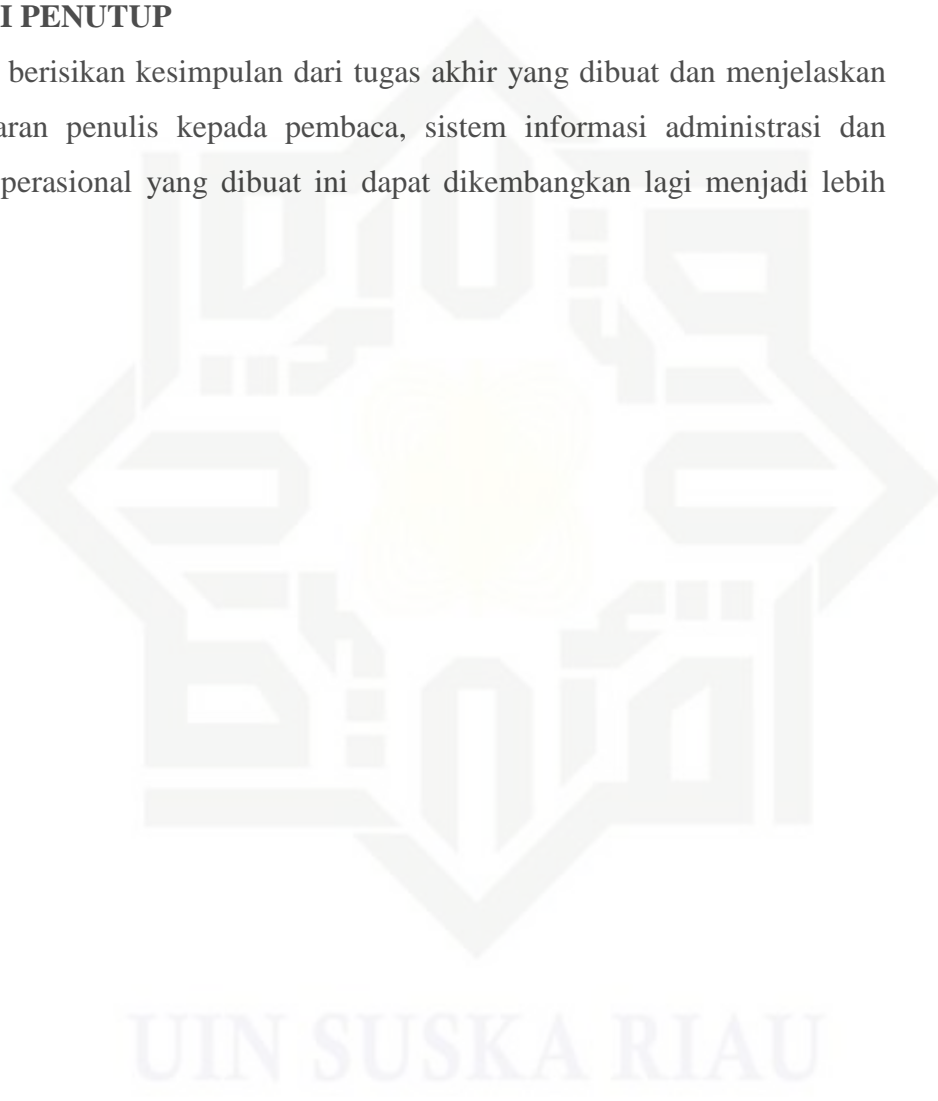 I PENUTUP
berisikan kesimpulan dari tugas akhir yang dibuat dan menjelaskan
aran penulis kepada pembaca, sistem informasi administrasi dan
perasional yang dibuat ini dapat dikembangkan lagi menjadi lebih
UIN SUSKA RIAU